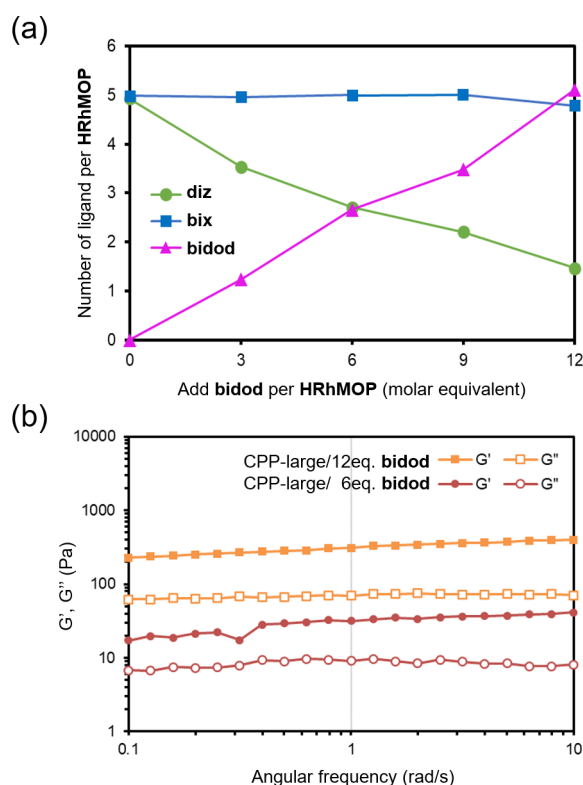 (a)
6
5
4
3
2
1
0
Number of ligand per HRhMOP
diz
bix
bidod
0 3 6 9 12
Add bidod per HRhMOP (molar equivalent)
(b)
10000
1000
100
10
1
G', G'' (Pa)
CPP-large/12eq. bidod G' G''
CPP-large/ 6eq. bidod G' G''
0.1 1 10
Angular frequency (rad/s)